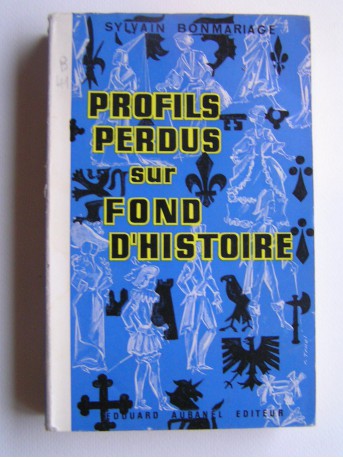 SYLVAIN BONMARIAGE
PROFILS
PERDUS
sur
FOND
D'HISTOIRE
EDOUARD AUBANEL EDITEUR